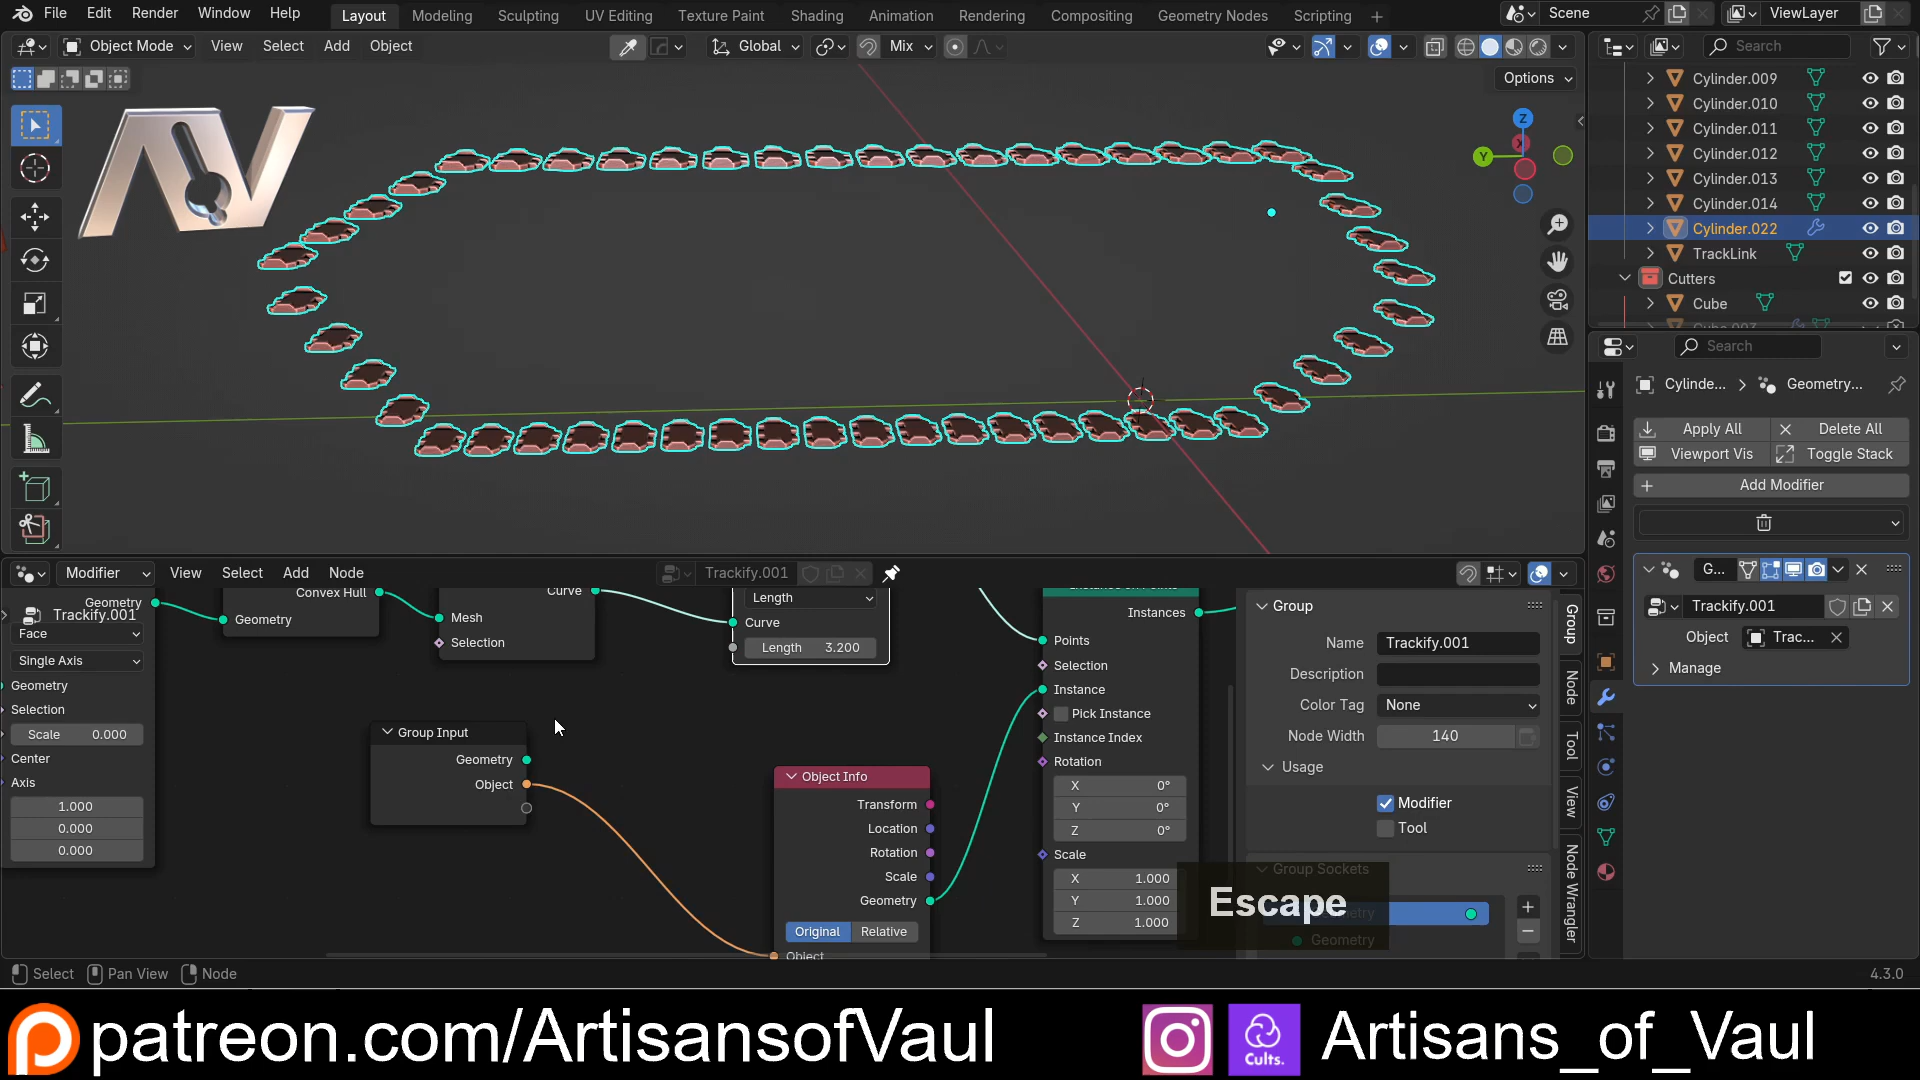 File Edit Render Window Help Layout Modeling Sculpting UV Editing Texture Paint Shading Animation Rendering Compositing Geometry Nodes Scripting + Scene ViewLayer
Object Mode View Select Add Object Global Mix Search
Options
Cylinder.009
Cylinder.010
Cylinder.011
Cylinder.012
Cylinder.013
Cylinder.014
Cylinder.022
TrackLink
Cutters
Cube
AV
Z
Y
X
Search
Cylinde... > Geometry...
Apply All Delete All
Viewport Vis Toggle Stack
Add Modifier
G...
Trackify.001
Object Trac...
Manage
Modifier View Select Add Node Trackify.001
Geometry
Trackify.001
Face
Single Axis
Geometry
Selection
Scale 0.000
Center
Axis
1.000
0.000
0.000
Convex Hull
Geometry
Curve
Mesh
Selection
Length
Curve
Length 3.200
Group Input
Geometry
Object
Object Info
Transform
Location
Rotation
Scale
Geometry
Original Relative
Object
Instances
Points
Selection
Instance
Pick Instance
Instance Index
Rotation
X 0°
Y 0°
Z 0°
Scale
X 1.000
Y 1.000
Z 1.000
Group
Name Trackify.001
Description
Color Tag None
Node Width 140
Usage
Modifier
Tool
Group Sockets
Geometry
Escape
Group
Node
Tool
View
Node Wrangler
Select Pan View Node 4.3.0
patreon.com/ArtisansofVaul
Cults.
Artisans_of_Vaul